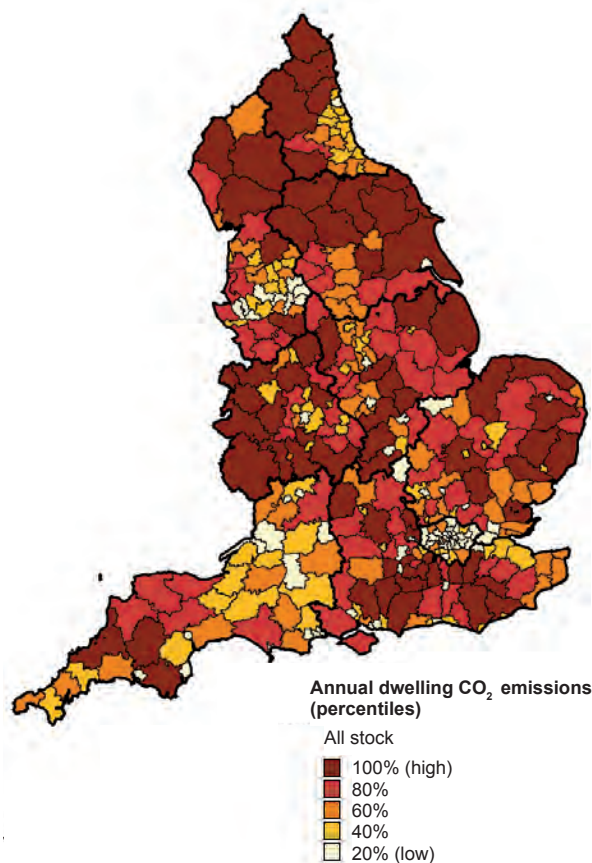 Annual dwelling CO₂ emissions
(percentiles)
All stock
100% (high)
80%
60%
40%
20% (low)